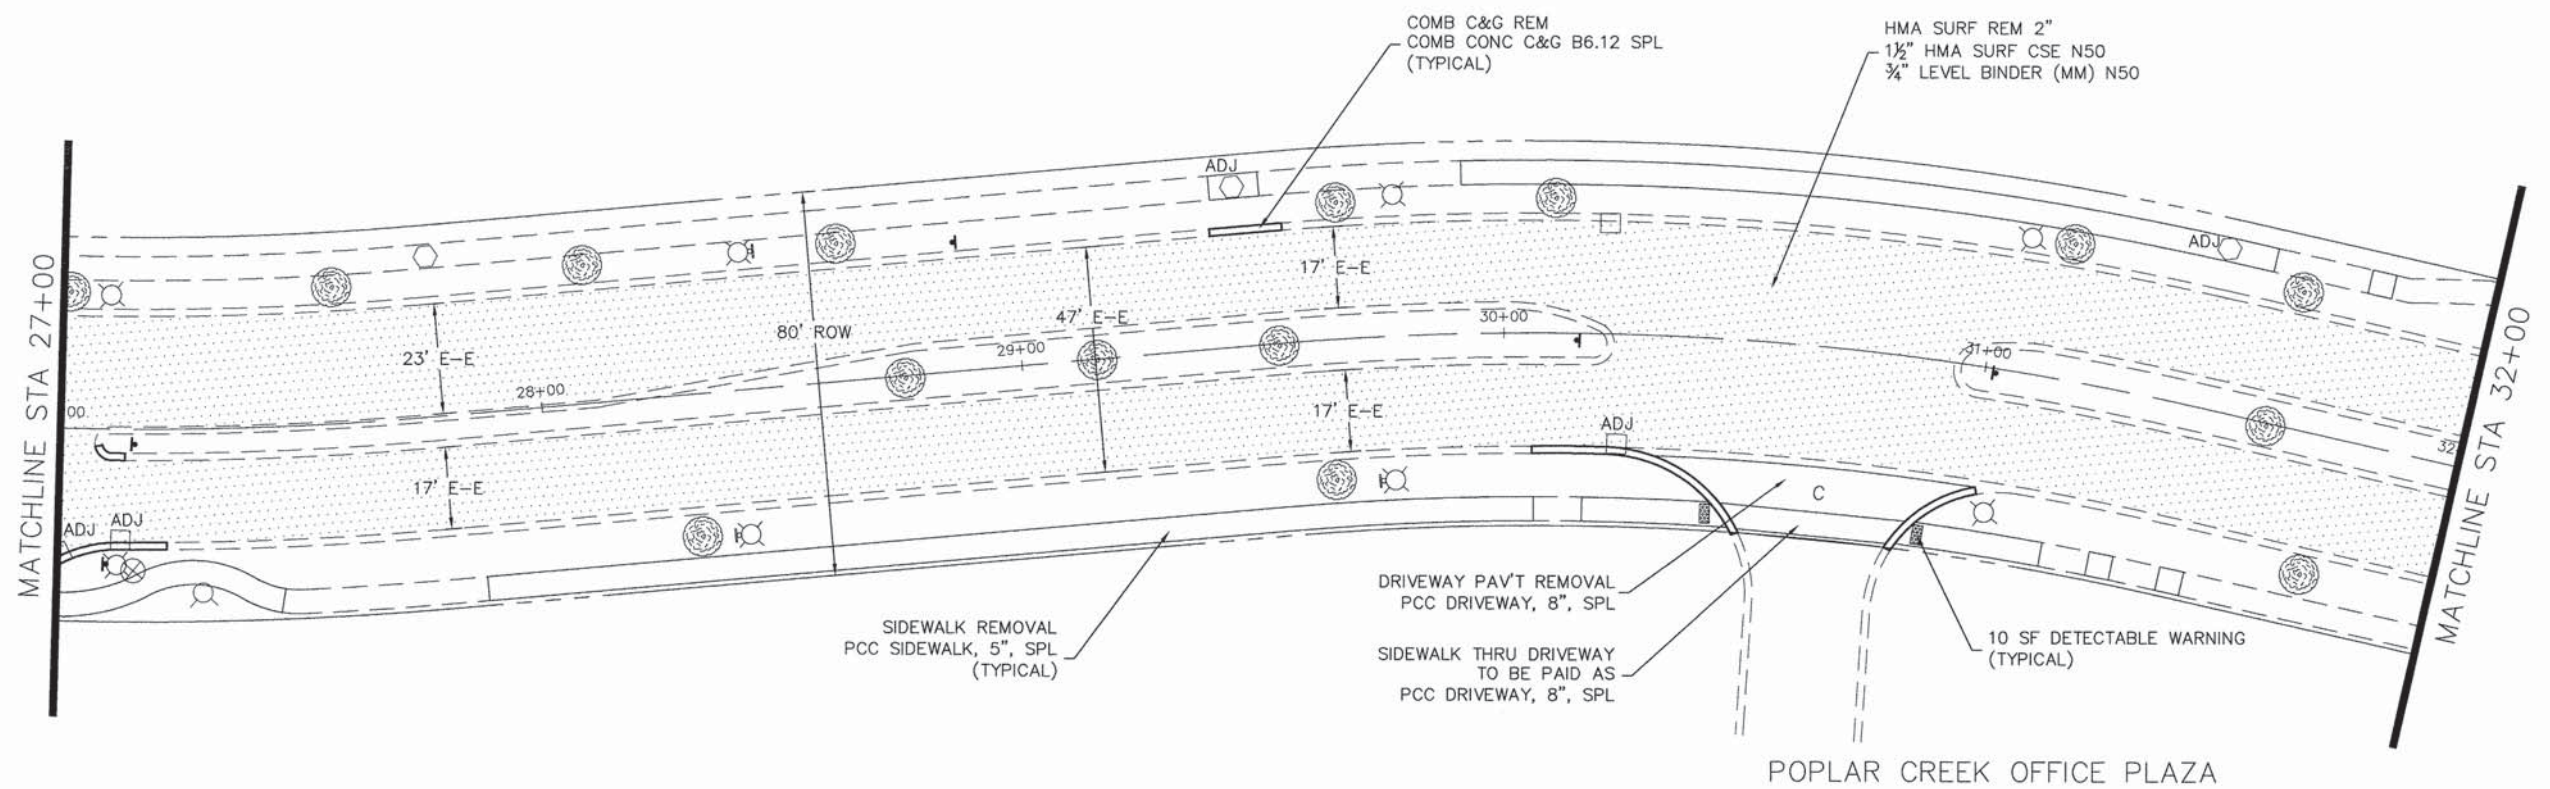 COMB C&G REM
COMB CONC C&G B6.12 SPL
(TYPICAL)
HMA SURF REM 2"
1½" HMA SURF CSE N50
¾" LEVEL BINDER (MM) N50
ADJ
ADJ
MATCHLINE STA 27+00
17' E-E
47' E-E
80' ROW
30+00
23' E-E
29+00
31+00
28+00
00
17' E-E
ADJ
32
MATCHLINE STA 32+00
17' E-E
C
ADJ
ADJ
DRIVEWAY PAV'T REMOVAL
PCC DRIVEWAY, 8", SPL
SIDEWALK REMOVAL
PCC SIDEWALK, 5", SPL
(TYPICAL)
SIDEWALK THRU DRIVEWAY
TO BE PAID AS
PCC DRIVEWAY, 8", SPL
10 SF DETECTABLE WARNING
(TYPICAL)
POPLAR CREEK OFFICE PLAZA